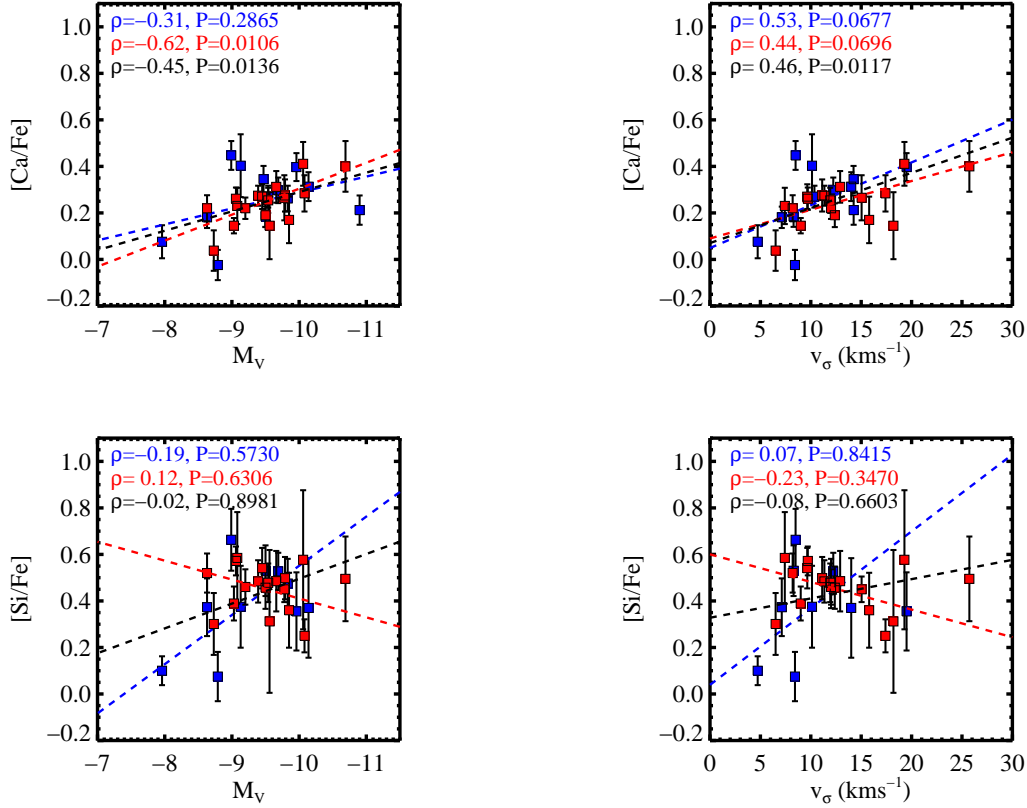 ρ=−0.31, P=0.2865
ρ=−0.62, P=0.0106
ρ=−0.45, P=0.0136
1.0
0.8
0.6
0.4
0.2
0.0
−0.2
[Ca/Fe]
−7 −8 −9 −10 −11
M_V
ρ= 0.53, P=0.0677
ρ= 0.44, P=0.0696
ρ= 0.46, P=0.0117
1.0
0.8
0.6
0.4
0.2
0.0
−0.2
[Ca/Fe]
0 5 10 15 20 25 30
v_σ (kms⁻¹)
ρ=−0.19, P=0.5730
ρ= 0.12, P=0.6306
ρ=−0.02, P=0.8981
1.0
0.8
0.6
0.4
0.2
0.0
−0.2
[Si/Fe]
−7 −8 −9 −10 −11
M_V
ρ= 0.07, P=0.8415
ρ=−0.23, P=0.3470
ρ=−0.08, P=0.6603
1.0
0.8
0.6
0.4
0.2
0.0
−0.2
[Si/Fe]
0 5 10 15 20 25 30
v_σ (kms⁻¹)